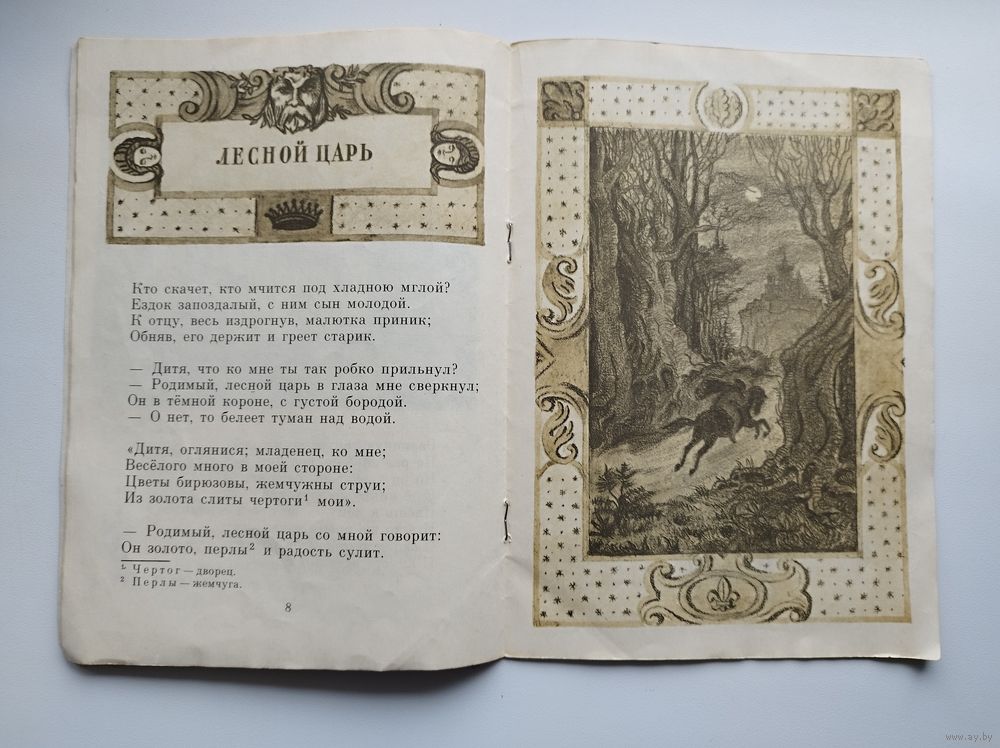 ЛЕСНОЙ ЦАРЬ
Кто скачет, кто мчится под хладною мглой?
Ездок запоздалый, с ним сын молодой.
К отцу, весь издрогнув, малютка приник;
Обняв, его держит и греет старик.
— Дитя, что ко мне ты так робко прильнул?
— Родимый, лесной царь в глаза мне сверкнул;
Он в тёмной короне, с густой бородой.
— О нет, то белеет туман над водой.
«Дитя, оглянися; младенец, ко мне;
Весёлого много в моей стороне:
Цветы бирюзовы, жемчужны струи;
Из золота слиты чертоги¹ мои».
— Родимый, лесной царь со мной говорит:
Он золото, перлы² и радость сулит.
¹ Чертог — дворец.
² Перлы — жемчуга.
8
www.ay.by